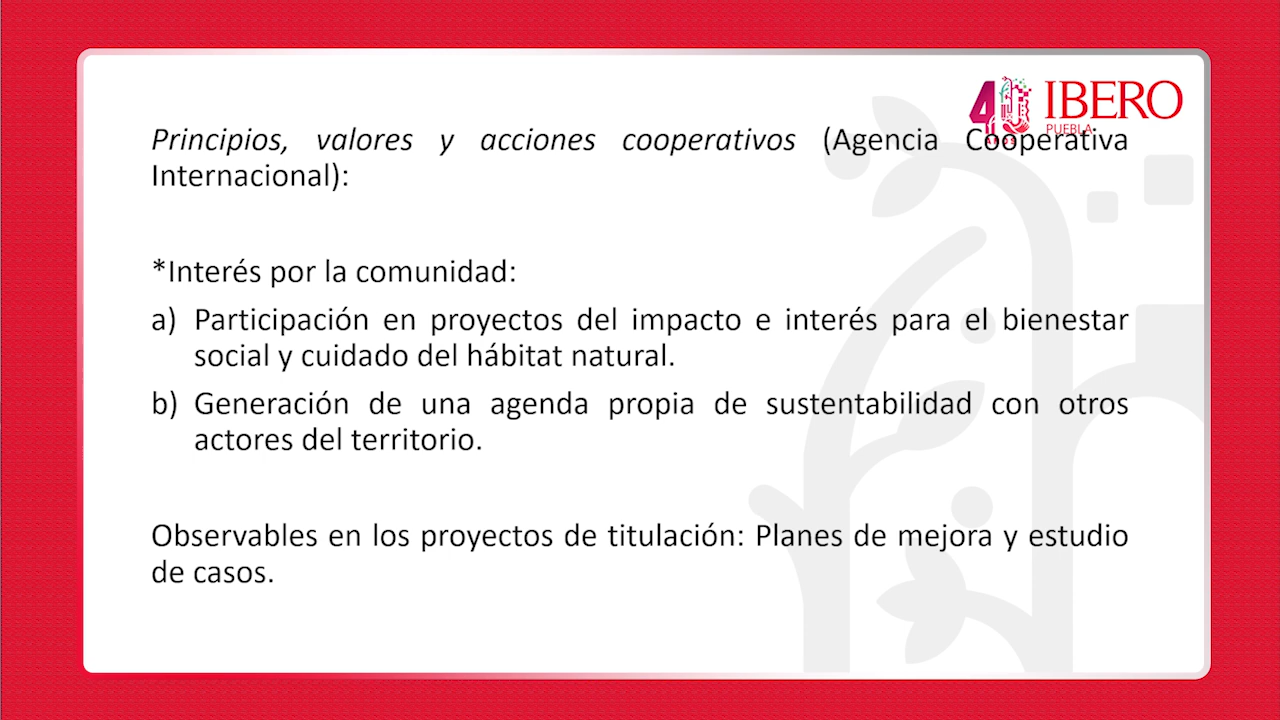 40 IBERO
PUEBLA
Principios, valores y acciones cooperativos (Agencia Cooperativa
Internacional):
*Interés por la comunidad:
a) Participación en proyectos del impacto e interés para el bienestar
social y cuidado del hábitat natural.
b) Generación de una agenda propia de sustentabilidad con otros
actores del territorio.
Observables en los proyectos de titulación: Planes de mejora y estudio
de casos.